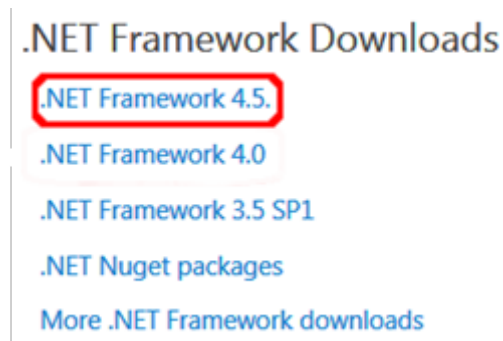 .NET Framework Downloads
.NET Framework 4.5.
.NET Framework 4.0
.NET Framework 3.5 SP1
.NET Nuget packages
More .NET Framework downloads